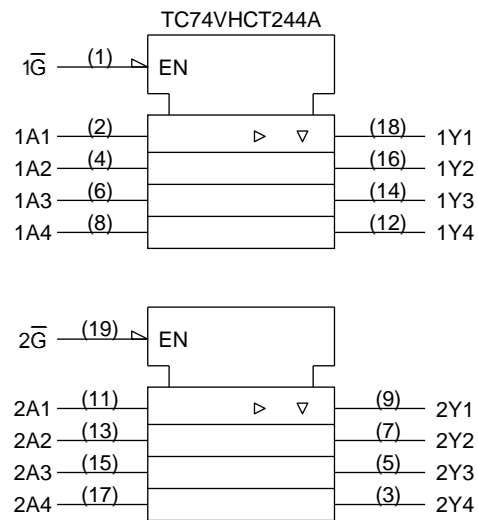 TC74VHCT244A
1G̅ (1) EN
1A1 (2) (18) 1Y1
1A2 (4) (16) 1Y2
1A3 (6) (14) 1Y3
1A4 (8) (12) 1Y4
2G̅ (19) EN
2A1 (11) (9) 2Y1
2A2 (13) (7) 2Y2
2A3 (15) (5) 2Y3
2A4 (17) (3) 2Y4